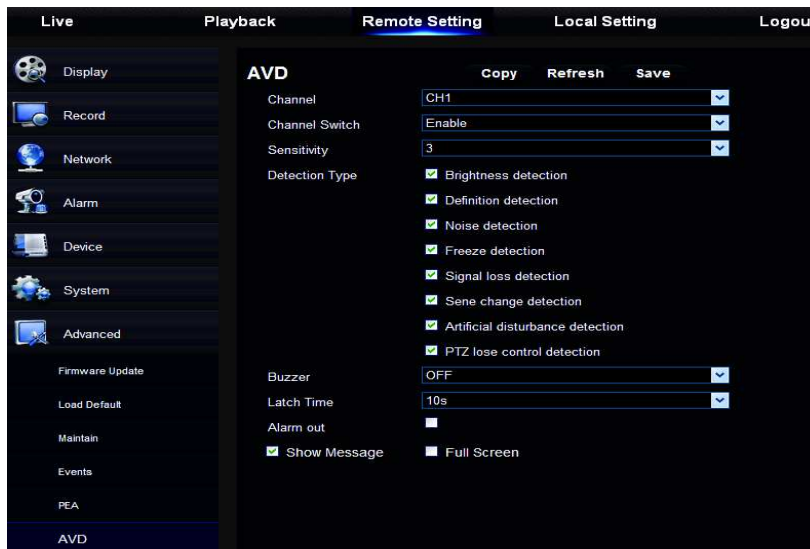 Live Playback Remote Setting Local Setting Logou
Display
Record
Network
Alarm
Device
System
Advanced
Firmware Update
Load Default
Maintain
Events
PEA
AVD
AVD Copy Refresh Save
Channel CH1
Channel Switch Enable
Sensitivity 3
Detection Type Brightness detection
Definition detection
Noise detection
Freeze detection
Signal loss detection
Sene change detection
Artificial disturbance detection
PTZ lose control detection
Buzzer OFF
Latch Time 10s
Alarm out
Show Message Full Screen